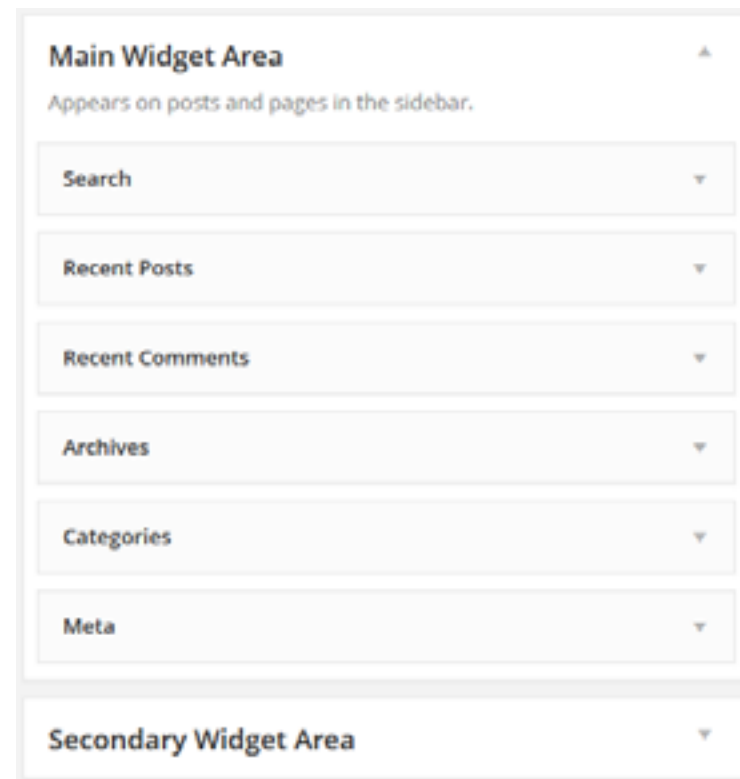 Main Widget Area
Appears on posts and pages in the sidebar.
Search
Recent Posts
Recent Comments
Archives
Categories
Meta
Secondary Widget Area